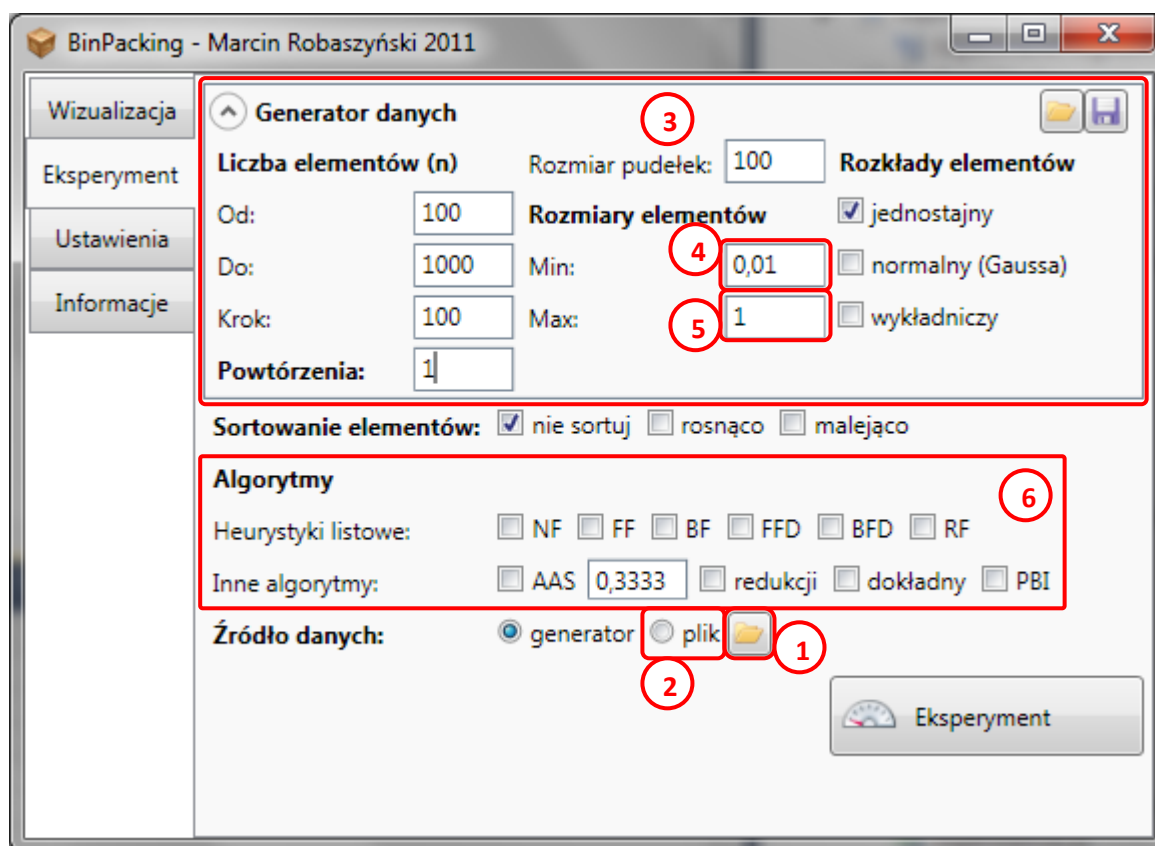 BinPacking - Marcin Robaszyński 2011
Wizualizacja
Eksperyment
Ustawienia
Informacje
Generator danych
3
Liczba elementów (n) Rozmiar pudełek: 100 Rozkłady elementów
Od: 100 Rozmiary elementów jednostajny
Do: 1000 Min: 4 0,01 normalny (Gaussa)
Krok: 100 Max: 5 1 wykładniczy
Powtórzenia: 1
Sortowanie elementów: nie sortuj rosnąco malejąco
Algorytmy
6
Heurystyki listowe: NF FF BF FFD BFD RF
Inne algorytmy: AAS 0,3333 redukcji dokładny PBI
Źródło danych: generator plik 1
2
Eksperyment